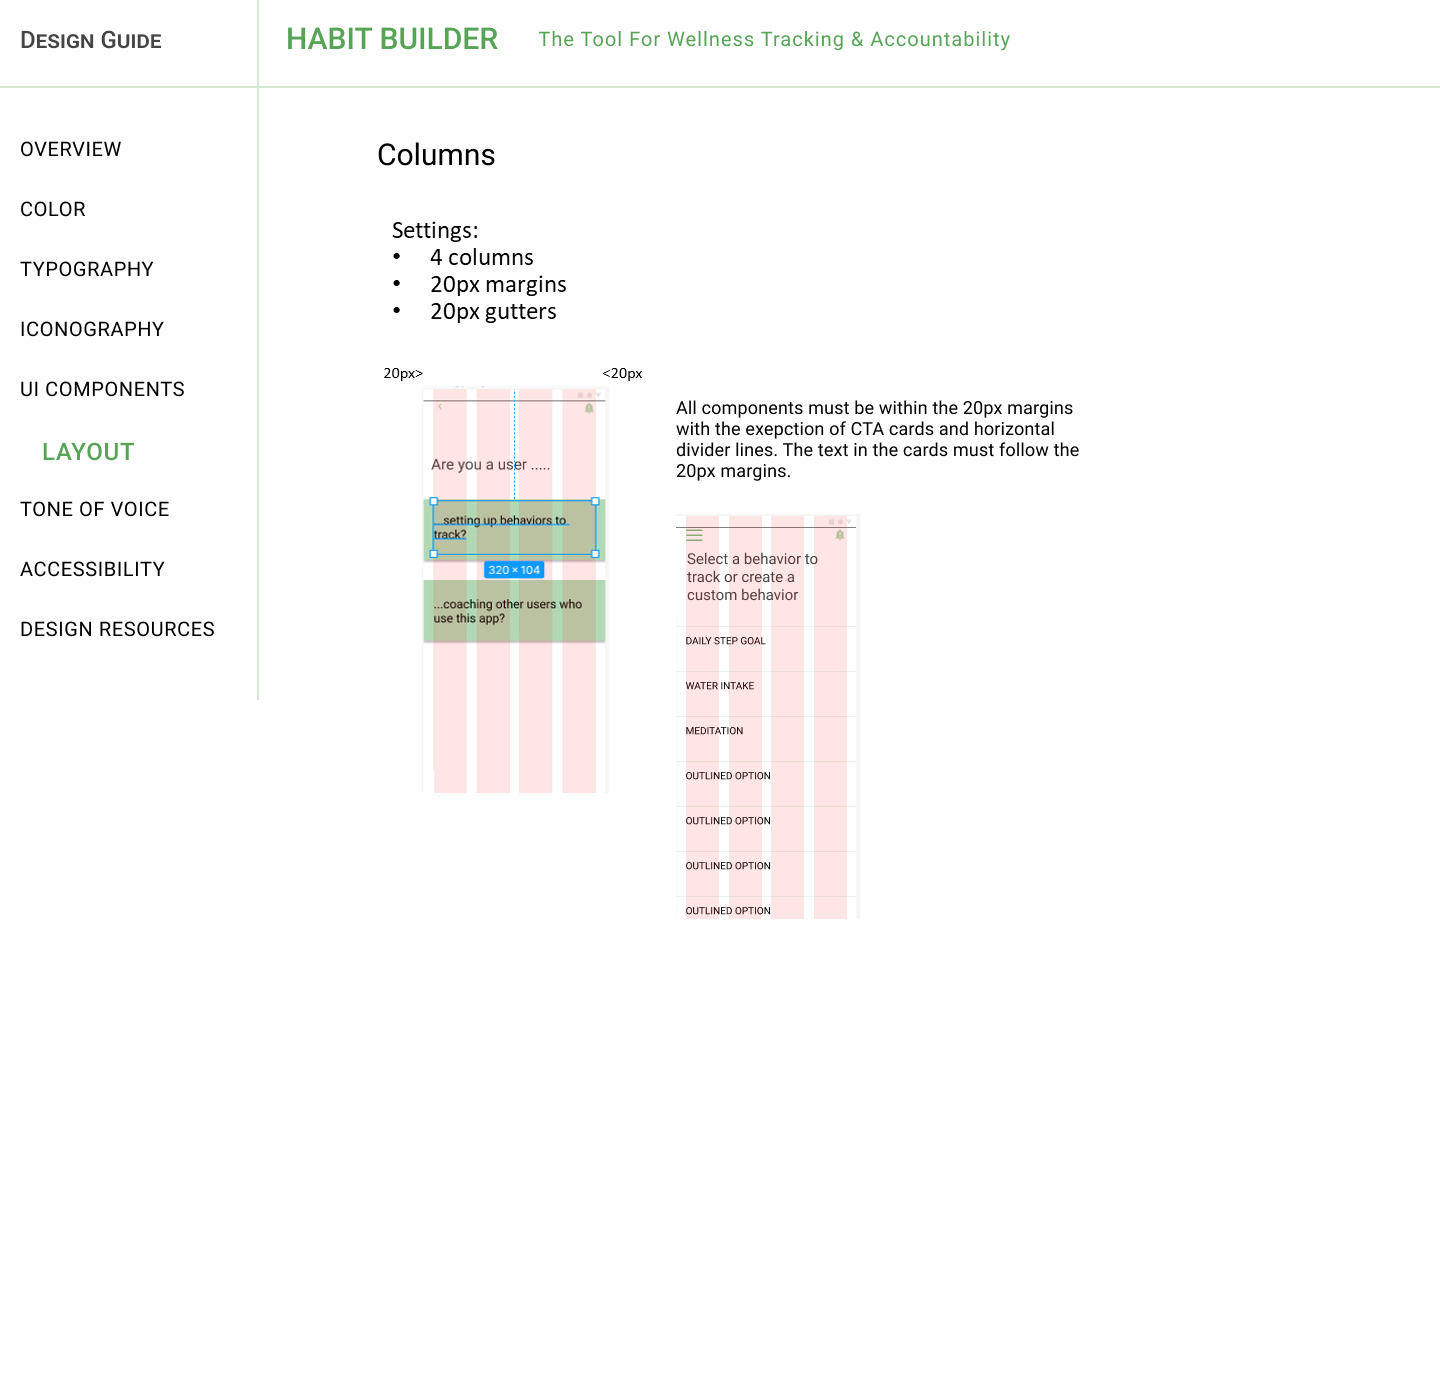 DESIGN GUIDE
HABIT BUILDER
The Tool For Wellness Tracking & Accountability
OVERVIEW
COLOR
TYPOGRAPHY
ICONOGRAPHY
UI COMPONENTS
LAYOUT
TONE OF VOICE
ACCESSIBILITY
DESIGN RESOURCES
Columns
Settings:
• 4 columns
• 20px margins
• 20px gutters
20px>
<20px
Are you a user .....
...setting up behaviors to
track?
320 × 104
...coaching other users who
use this app?
All components must be within the 20px margins
with the exepction of CTA cards and horizontal
divider lines. The text in the cards must follow the
20px margins.
Select a behavior to
track or create a
custom behavior
DAILY STEP GOAL
WATER INTAKE
MEDITATION
OUTLINED OPTION
OUTLINED OPTION
OUTLINED OPTION
OUTLINED OPTION